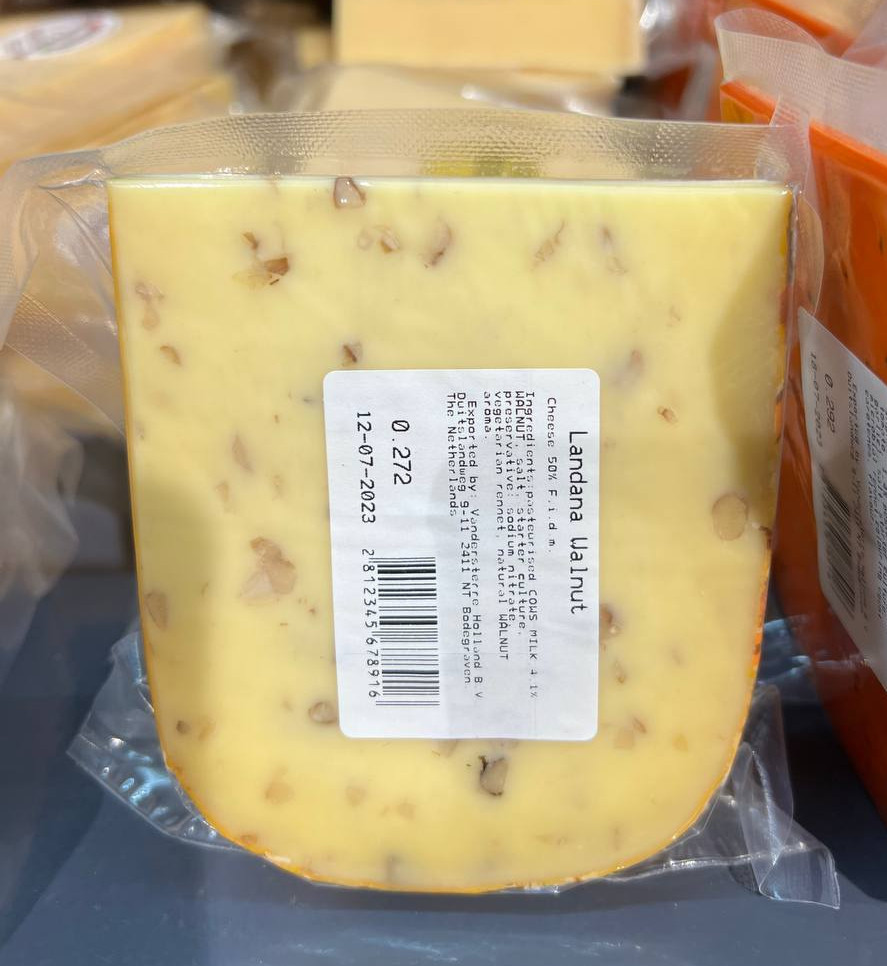 Landana Walnut
Cheese 50% F.i.d.m.
Ingredients:pasteurised COWS MILK 4.1%
WALNUT, salt, starter culture,
preservative: sodium nitrate,
vegetarian rennet, natural WALNUT
aroma.
Exported by: Vandersterre Holland B.V
Duitslandweg 9-11 2411 NT Bodegraven.
The Netherlands
0.272
12-07-2023
2 812345 678916
0.290
18-07-2023